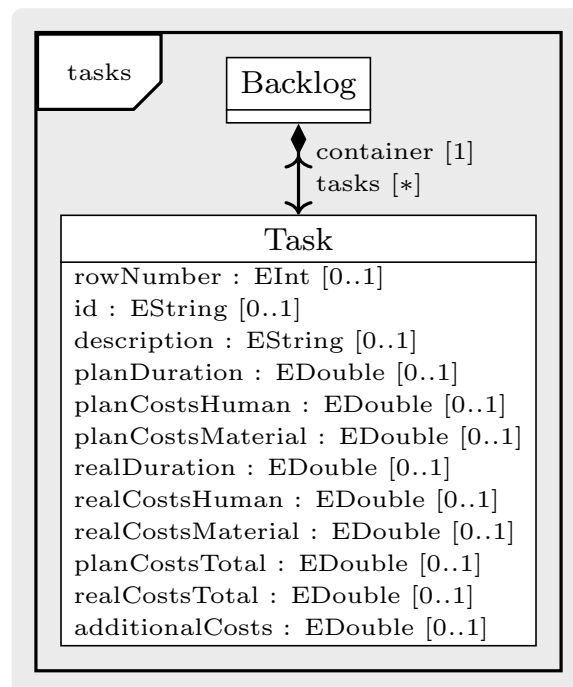 tasks
Backlog
container [1]
tasks [*]
Task
rowNumber : EInt [0..1]
id : EString [0..1]
description : EString [0..1]
planDuration : EDouble [0..1]
planCostsHuman : EDouble [0..1]
planCostsMaterial : EDouble [0..1]
realDuration : EDouble [0..1]
realCostsHuman : EDouble [0..1]
realCostsMaterial : EDouble [0..1]
planCostsTotal : EDouble [0..1]
realCostsTotal : EDouble [0..1]
additionalCosts : EDouble [0..1]